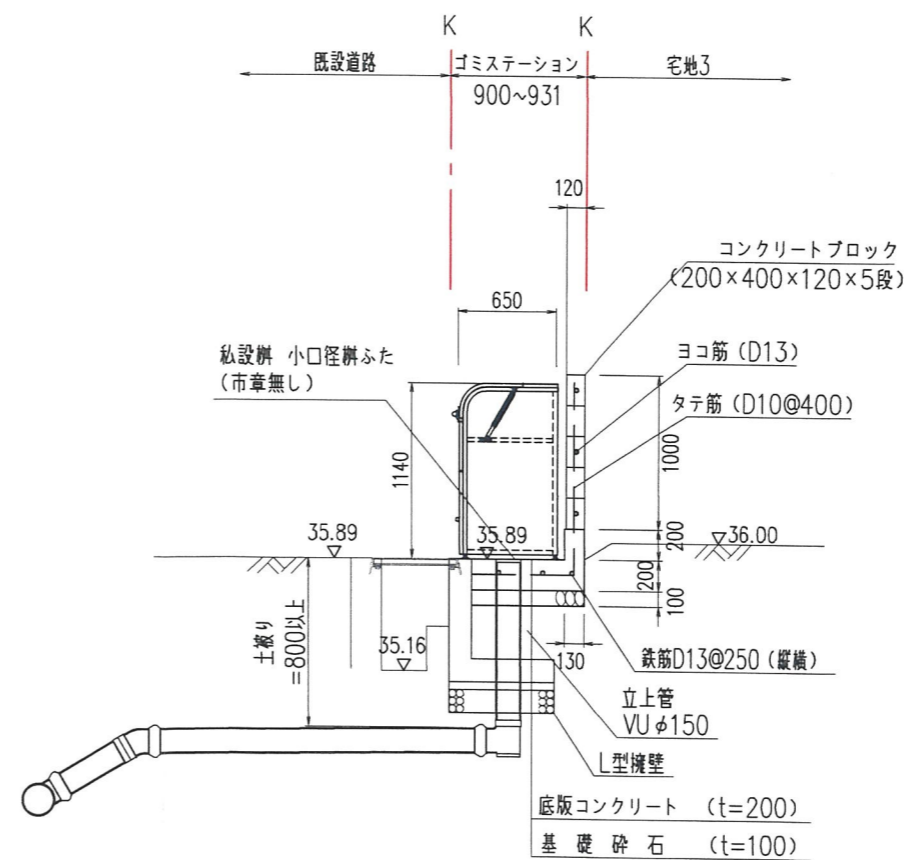 K
K
既設道路
ゴミステーション
宅地3
900~931
120
コンクリートブロック
(200×400×120×5段)
650
私設桝 小口径桝ふた
(市章無し)
ヨコ筋 (D13)
タテ筋 (D10@400)
1140
1000
35.89
35.89
200
36.00
200
100
土被り
=800以上
35.16
130
鉄筋D13@250 (縦横)
立上管
VUφ150
L型擁壁
底版コンクリート (t=200)
基礎砕石 (t=100)